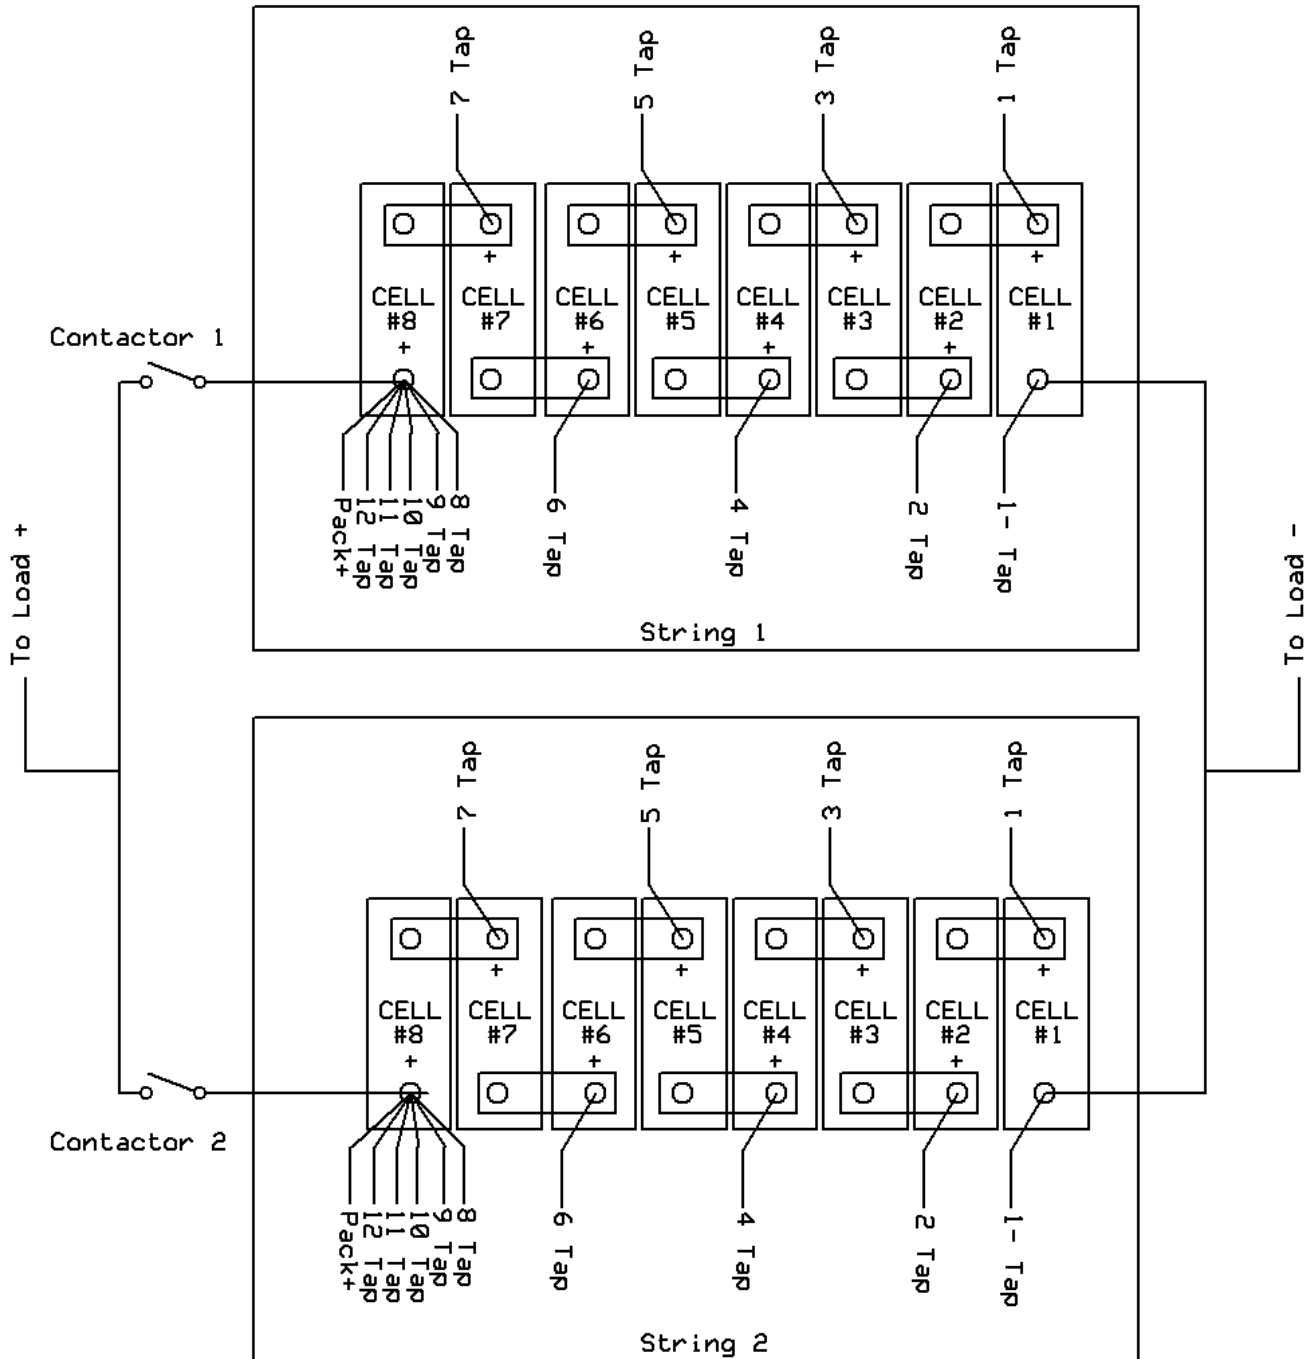 7 Tap
5 Tap
3 Tap
1 Tap
+
+
+
+
CELL #8
CELL #7
CELL #6
CELL #5
CELL #4
CELL #3
CELL #2
CELL #1
+
+
+
+
Contactor 1
Pack+
12 Tap
11 Tap
10 Tap
9 Tap
8 Tap
6 Tap
4 Tap
2 Tap
1- Tap
String 1
To Load +
To Load -
7 Tap
5 Tap
3 Tap
1 Tap
+
+
+
+
CELL #8
CELL #7
CELL #6
CELL #5
CELL #4
CELL #3
CELL #2
CELL #1
+
+
+
+
Contactor 2
Pack+
12 Tap
11 Tap
10 Tap
9 Tap
8 Tap
6 Tap
4 Tap
2 Tap
1- Tap
String 2